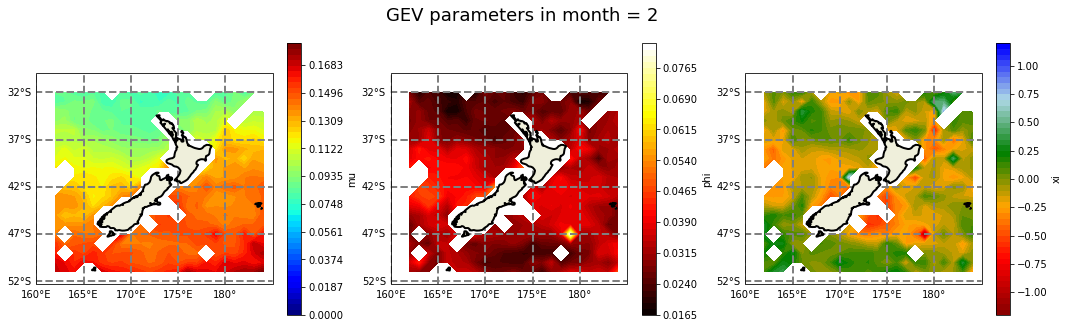 GEV parameters in month = 2
32°S
37°S
42°S
47°S
52°S
160°E
165°E
170°E
175°E
180°
0.1683
0.1496
0.1309
0.1122
0.0935
0.0748
0.0561
0.0374
0.0187
0.0000
mu
32°S
37°S
42°S
47°S
52°S
160°E
165°E
170°E
175°E
180°
0.0765
0.0690
0.0615
0.0540
0.0465
0.0390
0.0315
0.0240
0.0165
phi
32°S
37°S
42°S
47°S
52°S
160°E
165°E
170°E
175°E
180°
1.00
0.75
0.50
0.25
0.00
−0.25
−0.50
−0.75
−1.00
xi